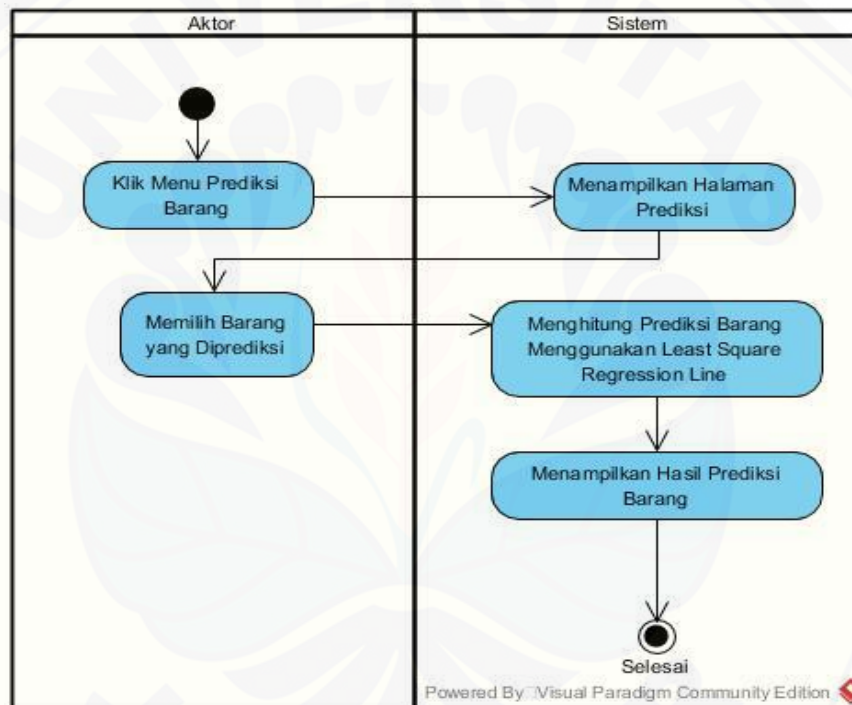 Aktor
Sistem
Klik Menu Prediksi
Barang
Menampilkan Halaman
Prediksi
Memilih Barang
yang Diprediksi
Menghitung Prediksi Barang
Menggunakan Least Square
Regression Line
Menampilkan Hasil Prediksi
Barang
Selesai
Powered By Visual Paradigm Community Edition
UNIVERSITAS